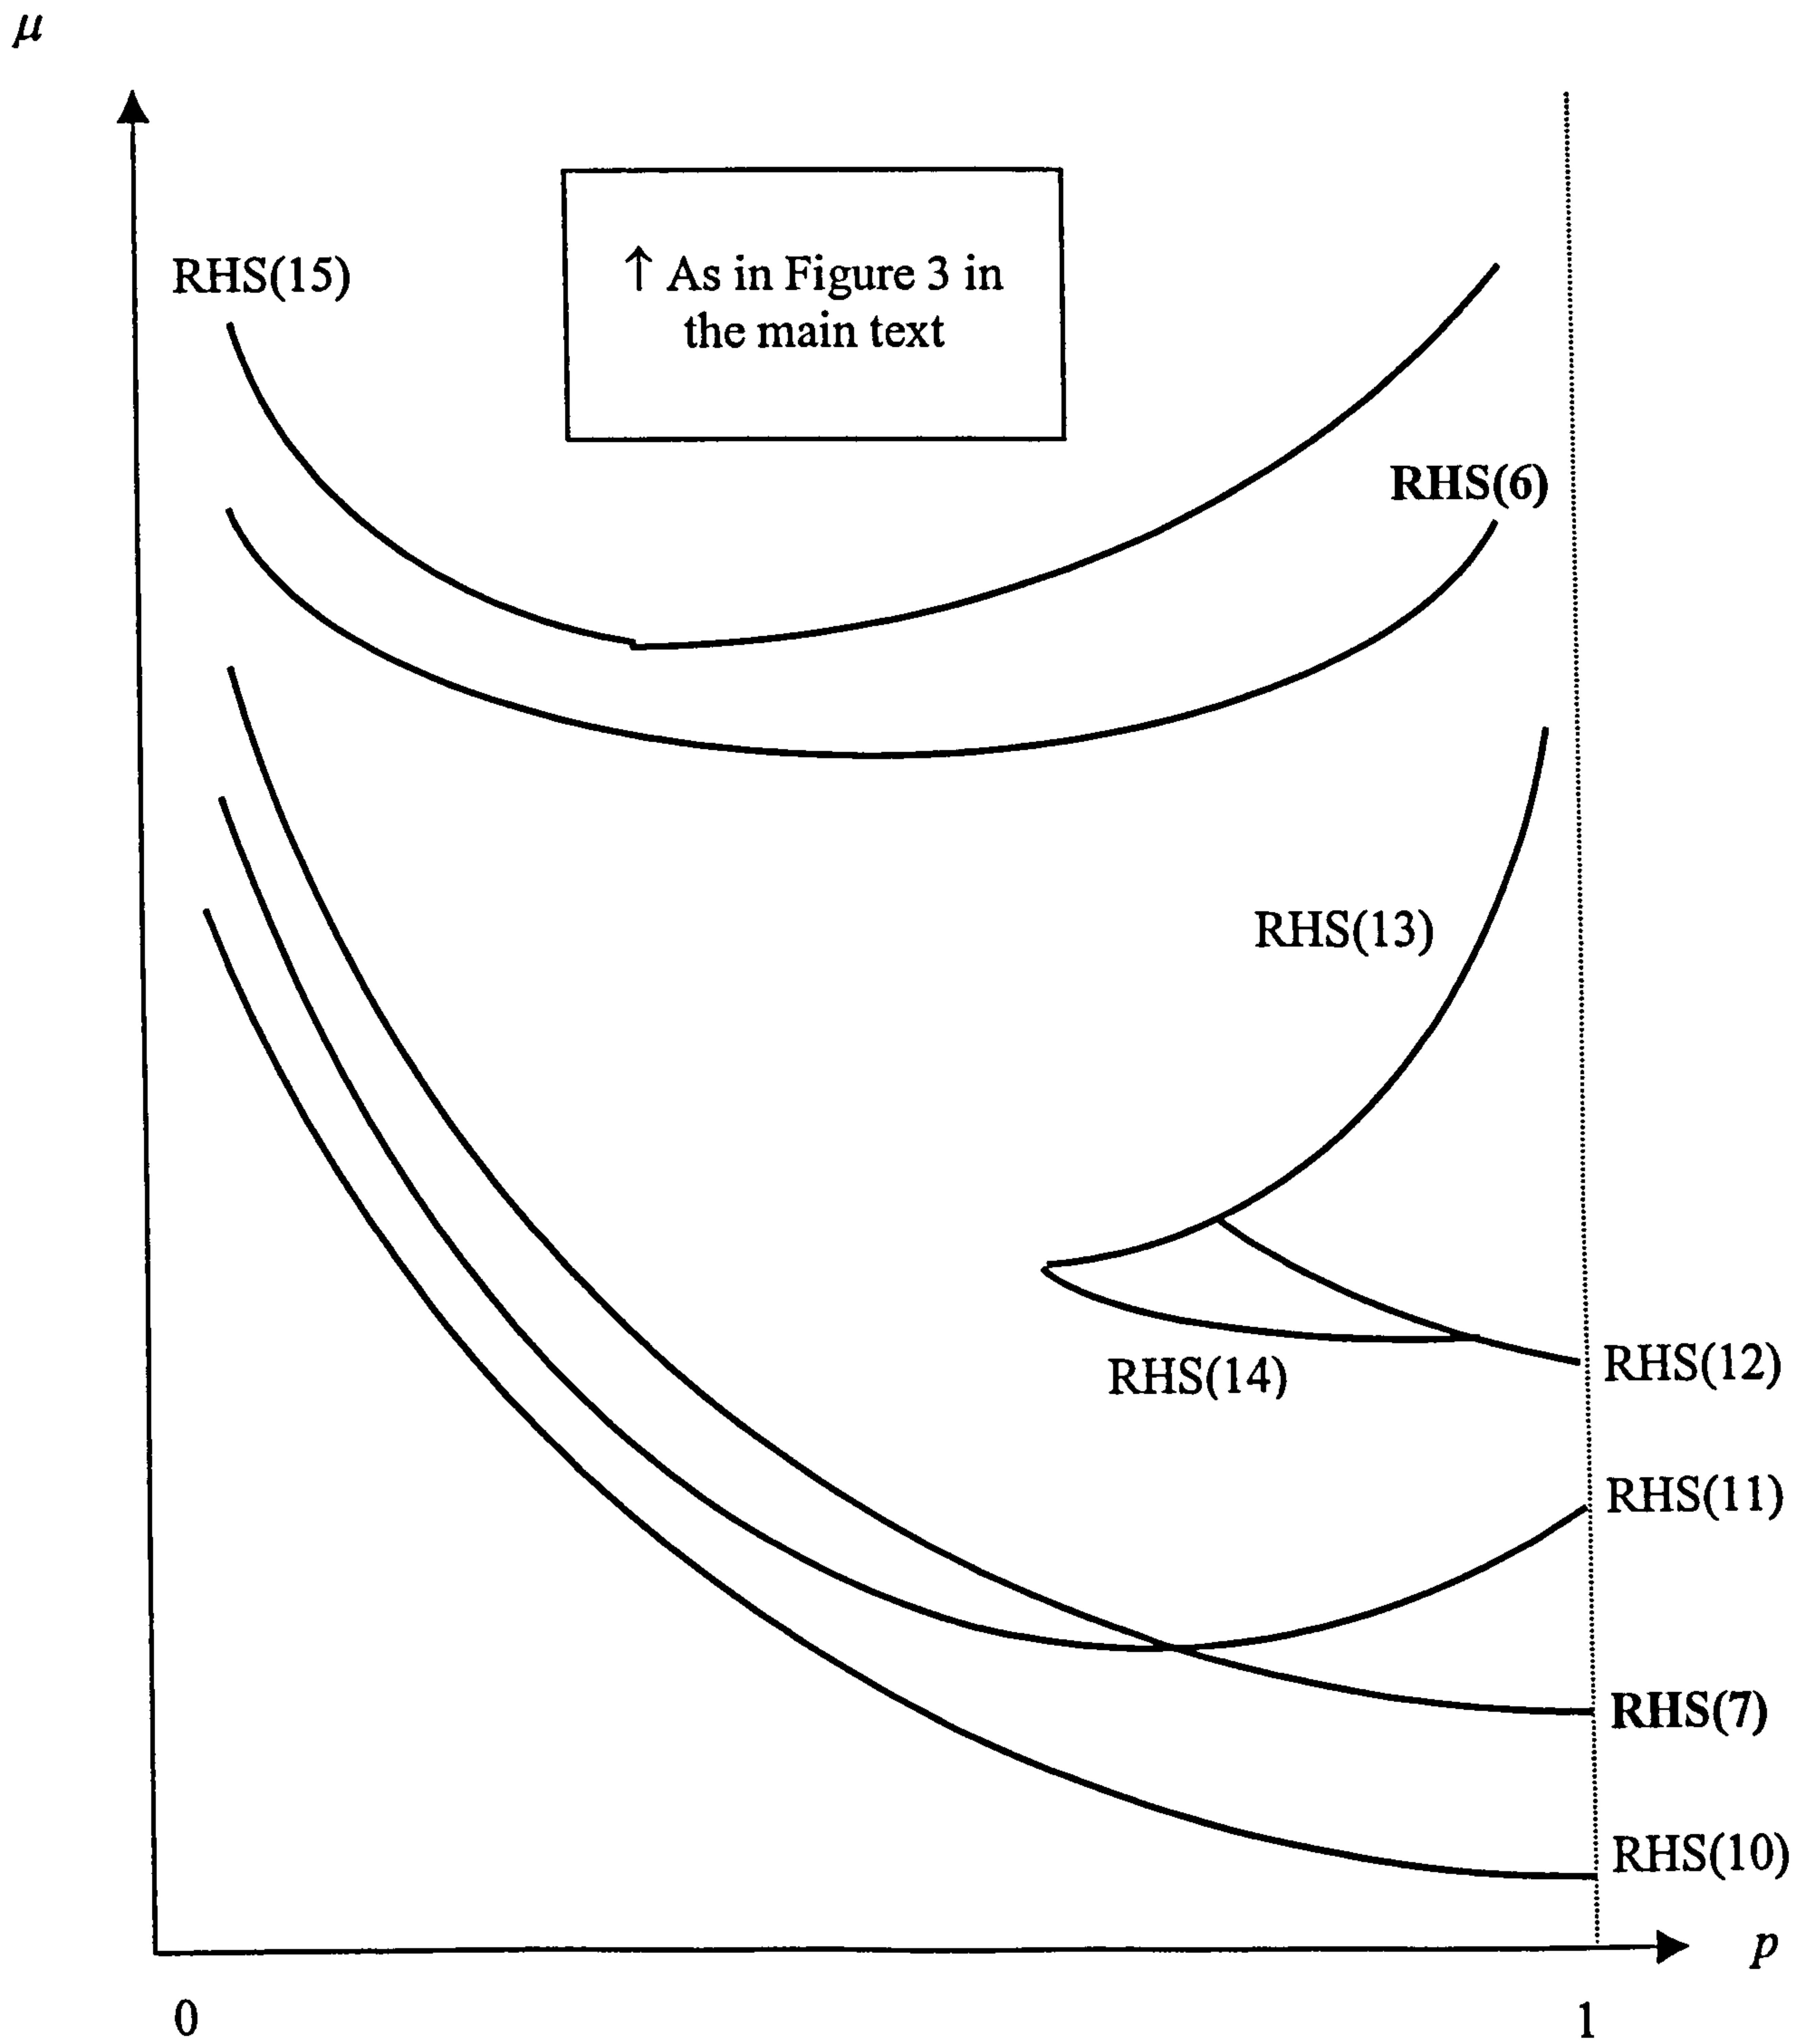 μ
RHS(15)
↑ As in Figure 3 in
the main text
RHS(6)
RHS(13)
RHS(12)
RHS(14)
RHS(11)
RHS(7)
RHS(10)
p
0
1